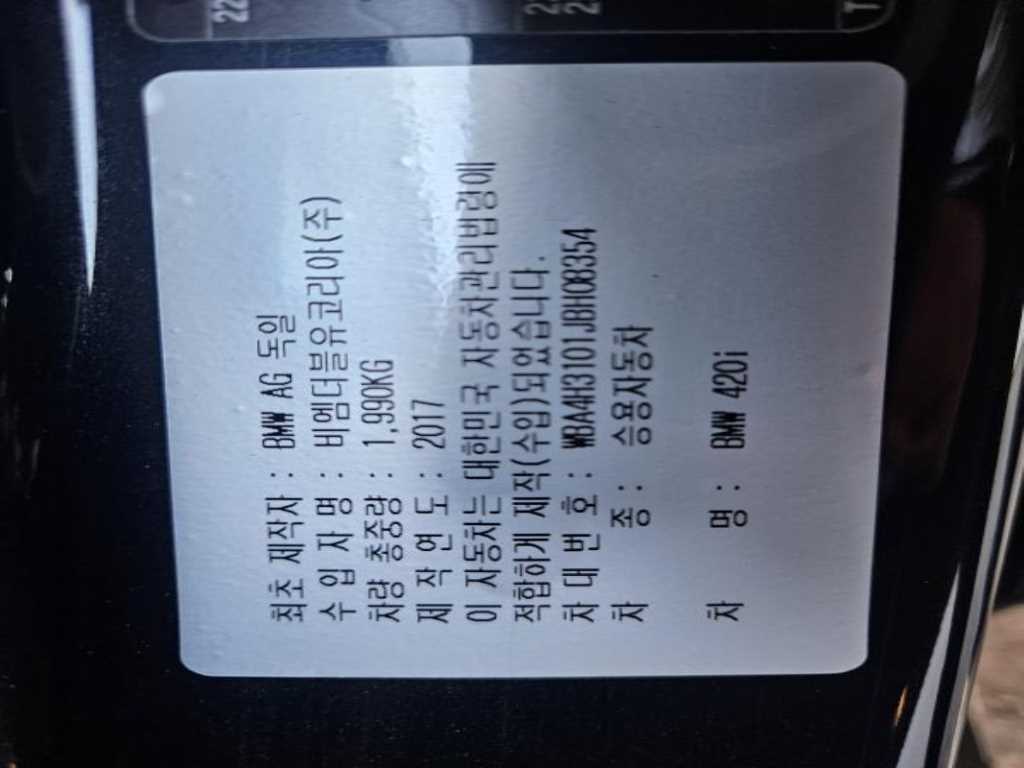 최초 제작자 : BMW AG 독일
수 입 자 명 : 비엠더블유코리아(주)
차량 총중량 : 1,990KG
제 작 연 도 : 2017
이 자동차는 대한민국 자동차관리법령에
적합하게 제작(수입)되었습니다.
차 대 번 호 : WBA4H3101JBH08354
차 종 : 승용자동차
차 명 : BMW 420i